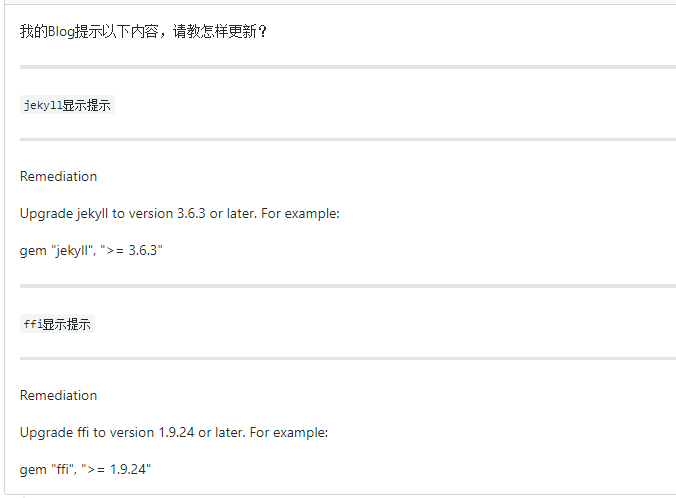 我的Blog提示以下内容，请教怎样更新？
jekyll显示提示
Remediation
Upgrade jekyll to version 3.6.3 or later. For example:
gem "jekyll", ">= 3.6.3"
ffi显示提示
Remediation
Upgrade ffi to version 1.9.24 or later. For example:
gem "ffi", ">= 1.9.24"